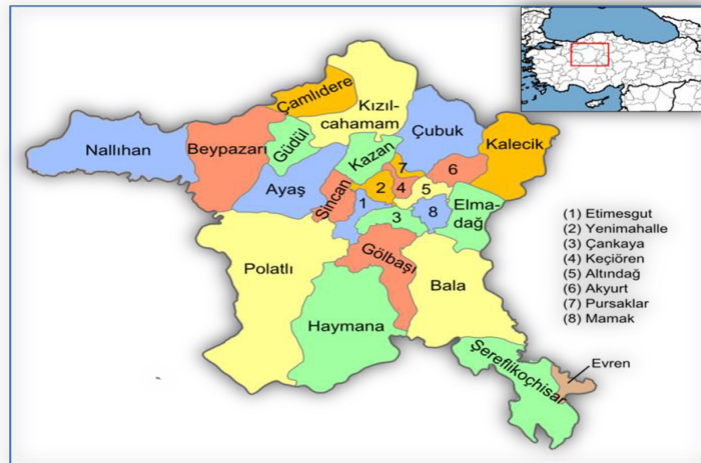 Çamlıdere
Kızıl-
cahamam
Çubuk
Kalecik
Nallıhan
Beypazarı
Güdül
Kazan
7
6
Ayaş
Sincan
2
4
5
1
3
8
Elma-
dağ
Gölbaşı
Polatlı
Bala
Haymana
Şereflikoçhisar
Evren
(1) Etimesgut
(2) Yenimahalle
(3) Çankaya
(4) Keçiören
(5) Altındağ
(6) Akyurt
(7) Pursaklar
(8) Mamak